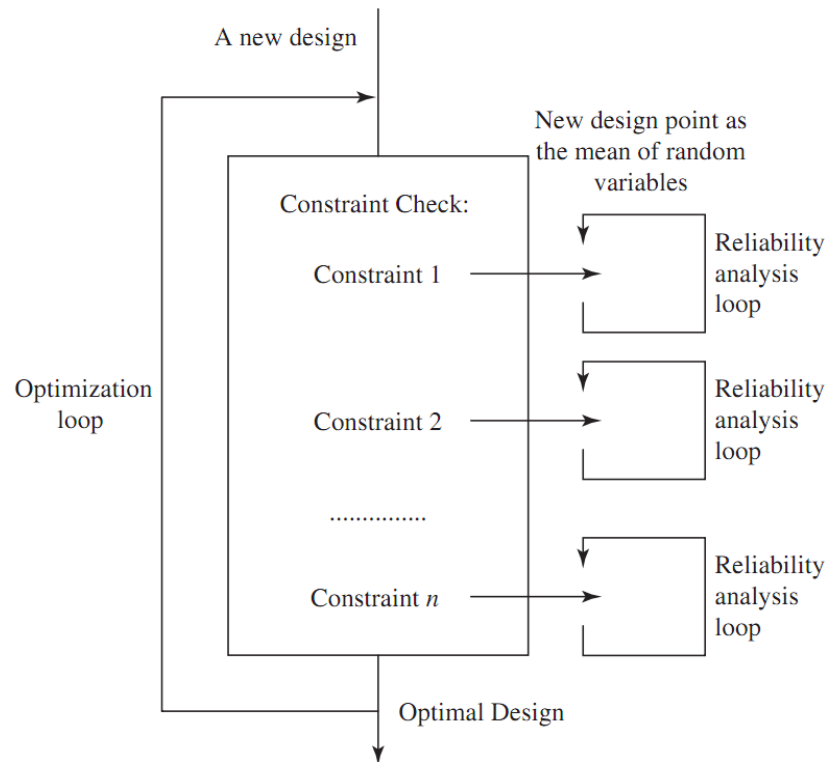 A new design
New design point as
the mean of random
variables
Constraint Check:
Constraint 1
Reliability
analysis
loop
Optimization
loop
Constraint 2
Reliability
analysis
loop
...............
Constraint n
Reliability
analysis
loop
Optimal Design